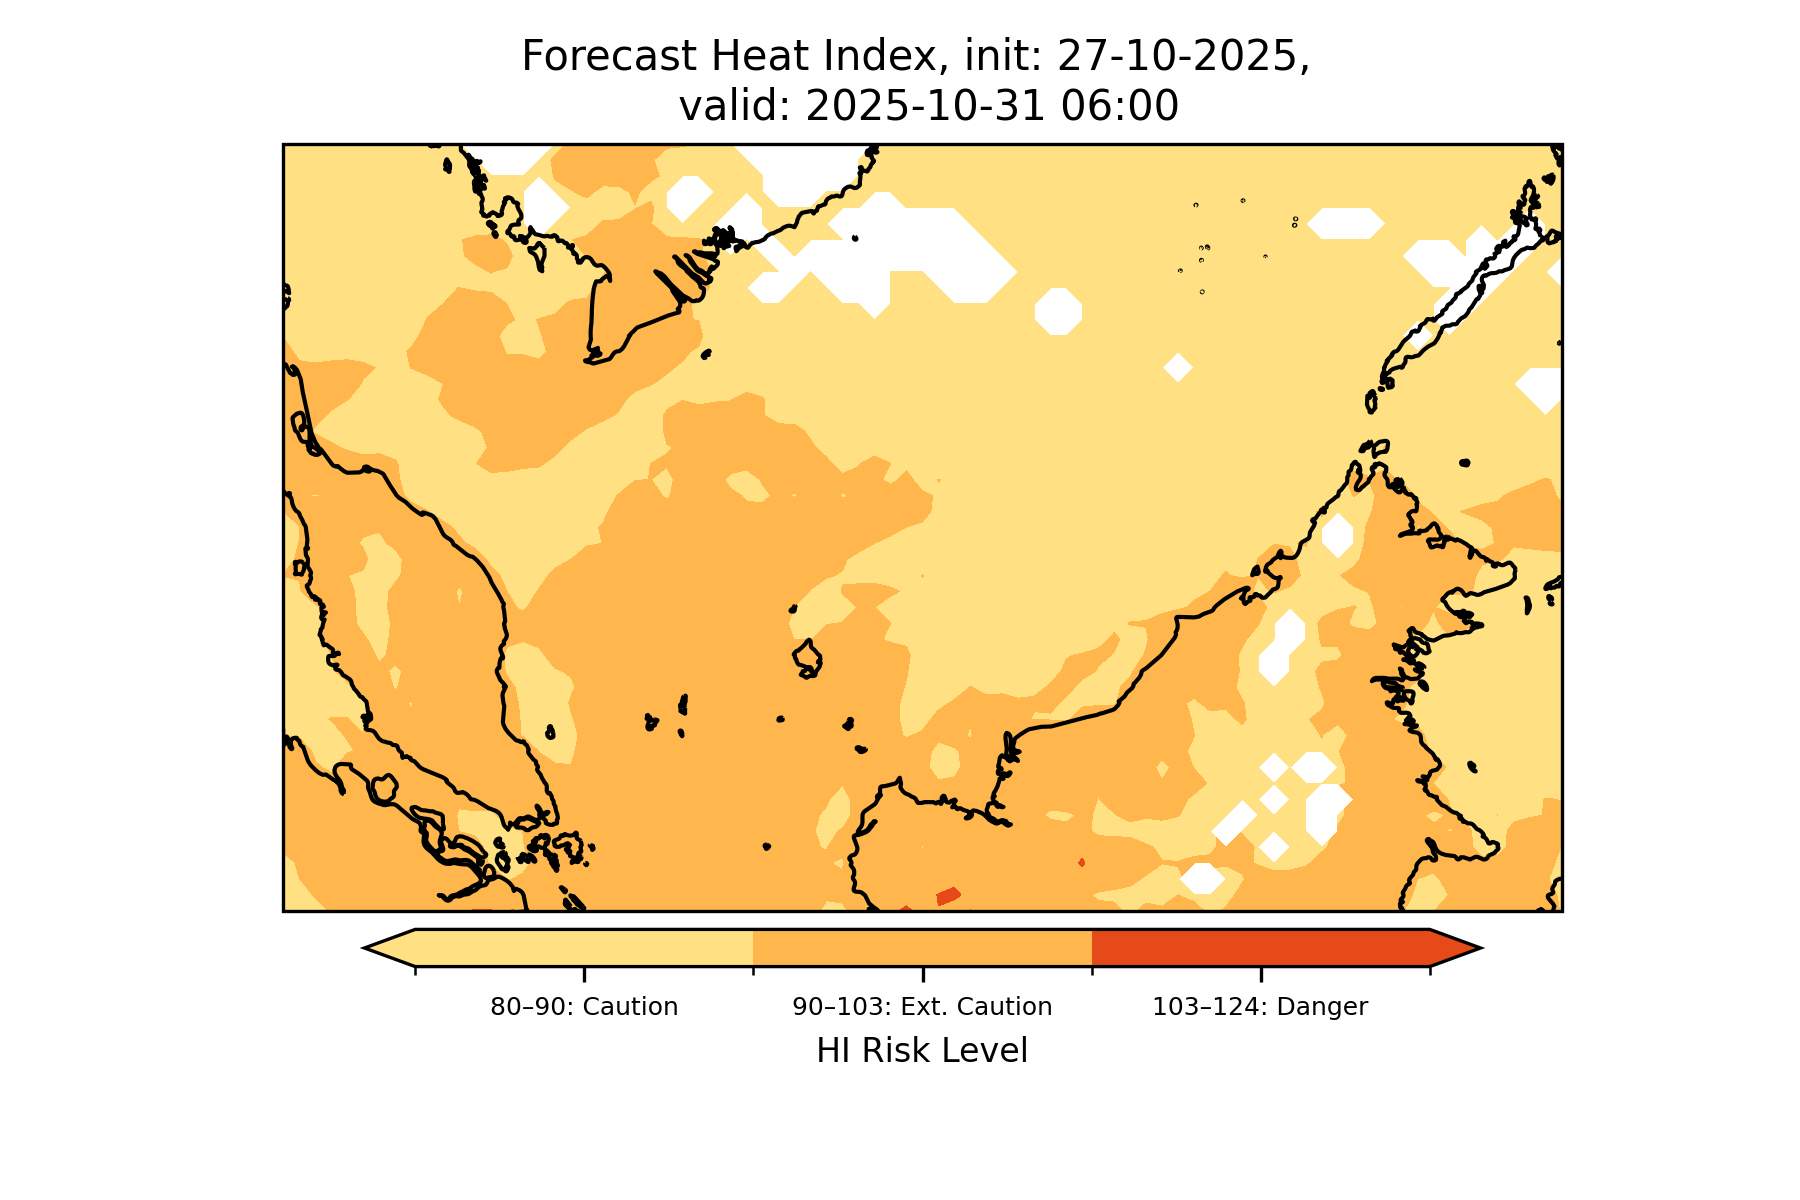 Forecast Heat Index, init: 27-10-2025,
valid: 2025-10-31 06:00
80–90: Caution
90–103: Ext. Caution
103–124: Danger
HI Risk Level